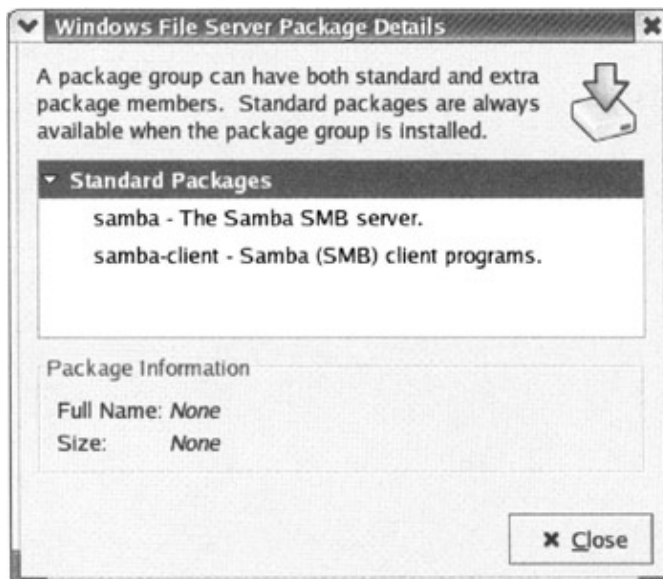 Windows File Server Package Details
A package group can have both standard and extra
package members. Standard packages are always
available when the package group is installed.
Standard Packages
samba - The Samba SMB server.
samba-client - Samba (SMB) client programs.
Package Information
Full Name: None
Size: None
Close